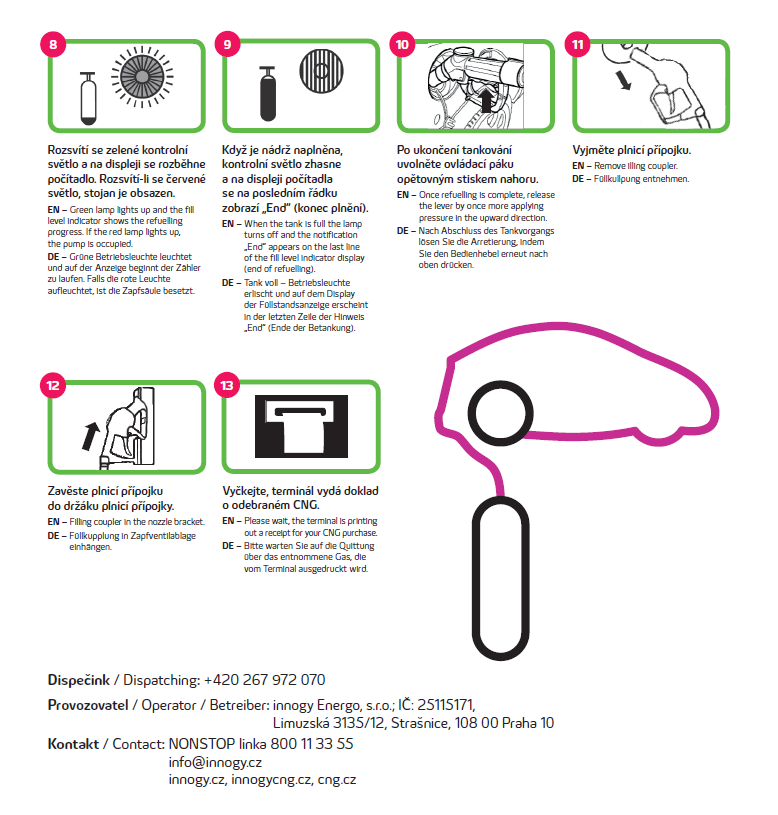 8
Rozsvítí se zelené kontrolní
světlo a na displeji se rozběhne
počítadlo. Rozsvítí-li se červené
světlo, stojan je obsazen.
EN – Green lamp lights up and the fill
level indicator shows the refuelling
progress. If the red lamp lights up,
the pump is occupied.
DE – Grüne Betriebsleuchte leuchtet
und auf der Anzeige beginnt der Zähler
zu laufen. Falls die rote Leuchte
aufleuchtet, ist die Zapfsäule besetzt.
9
Když je nádrž naplněna,
kontrolní světlo zhasne
a na displeji počítadla
se na posledním řádku
zobrazí „End“ (konec plnění).
EN – When the tank is full the lamp
turns off and the notification
„End“ appears on the last line
of the fill level indicator display
(end of refuelling).
DE – Tank voll – Betriebsleuchte
erlischt und auf dem Display
der Füllstandsanzeige erscheint
in der letzten Zeile der Hinweis
„End“ (Ende der Betankung).
10
Po ukončení tankování
uvolněte ovládací páku
opětovným stiskem nahoru.
EN – Once refuelling is complete, release
the lever by once more applying
pressure in the upward direction.
DE – Nach Abschluss des Tankvorgangs
lösen Sie die Arretierung, indem
Sie den Bedienhebel erneut nach
oben drücken.
11
Vyjměte plnicí přípojku.
EN – Remove illing coupler.
DE – Füllkullpung entnehmen.
12
Zavěste plnicí přípojku
do držáku plnicí přípojky.
EN – Filling coupler in the nozzle bracket.
DE – Füllkupplung in Zapfventilablage
einhängen.
13
Vyčkejte, terminál vydá doklad
o odebraném CNG.
EN – Please wait, the terminal is printing
out a receipt for your CNG purchase.
DE – Bitte warten Sie auf die Quittung
über das entnommene Gas, die
vom Terminal ausgedruckt wird.
Dispečink / Dispatching: +420 267 972 070
Provozovatel / Operator / Betreiber: innogy Energo, s.r.o.; IČ: 25115171,
Limuzská 3135/12, Strašnice, 108 00 Praha 10
Kontakt / Contact: NONSTOP linka 800 11 33 55
info@innogy.cz
innogy.cz, innogycng.cz, cng.cz